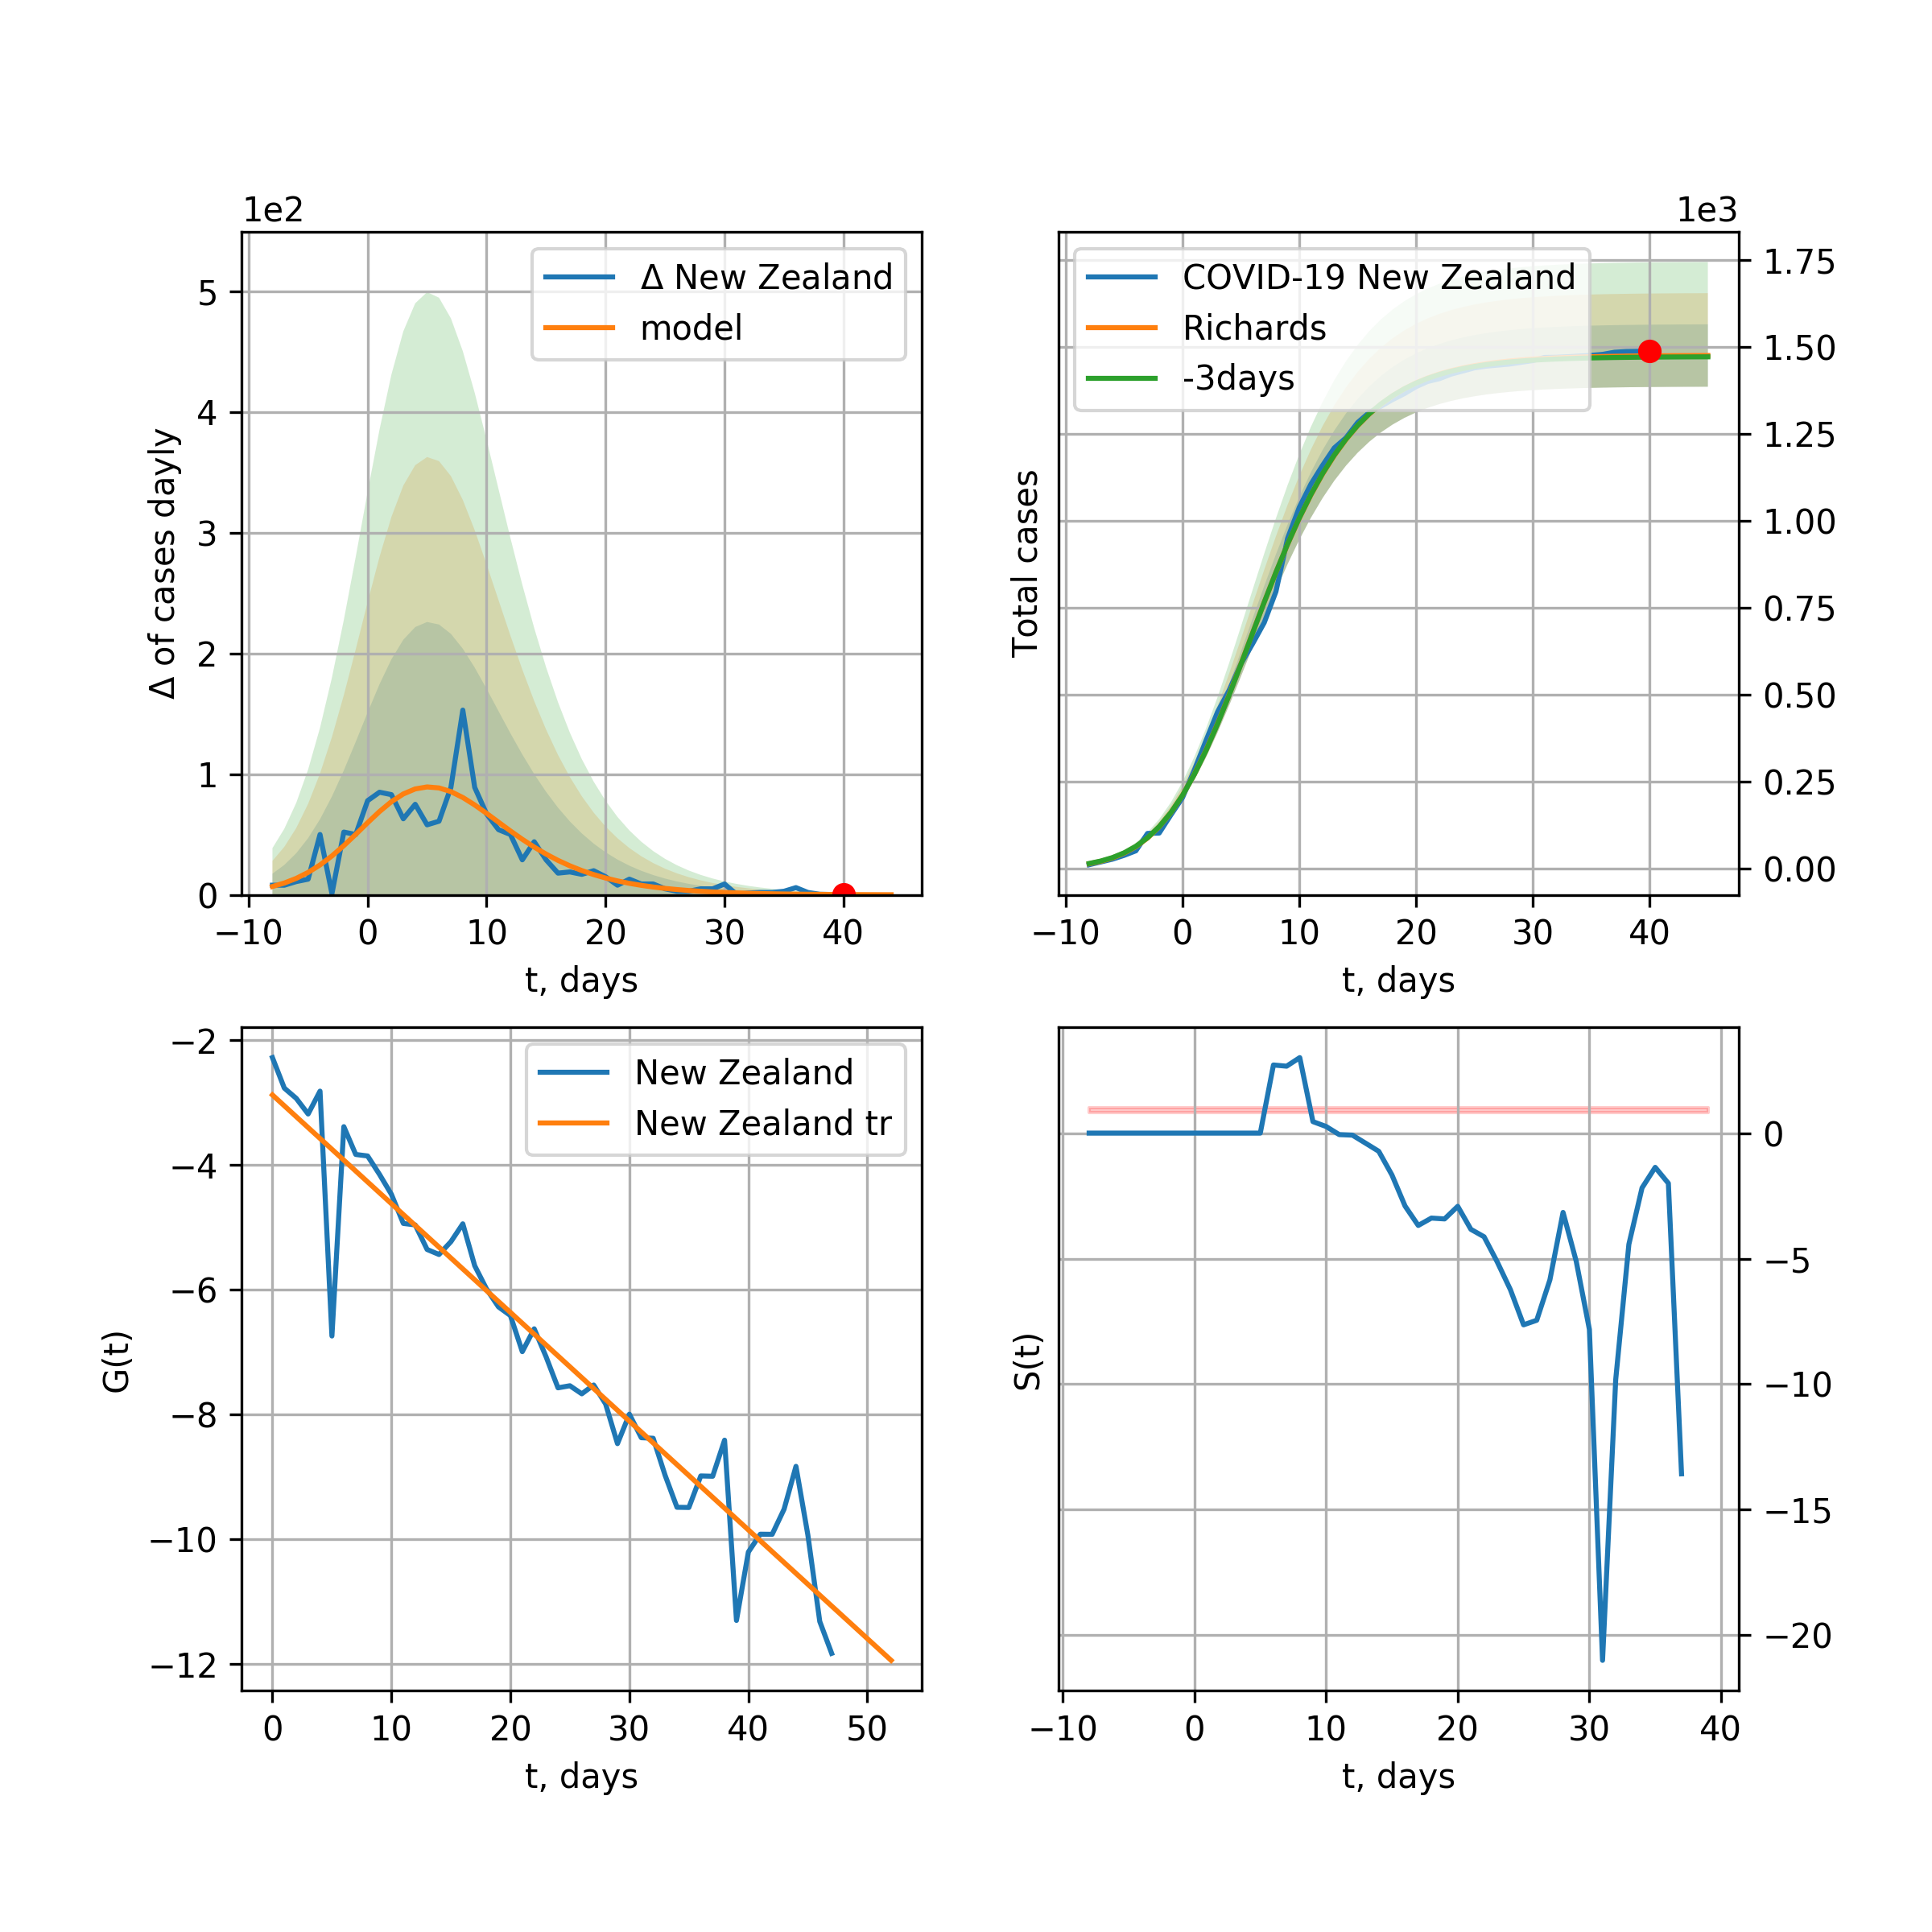 1e2
Δ New Zealand
model
5
4
3
2
1
0
Δ of cases dayly
−10 0 10 20 30 40
t, days
1e3
COVID-19 New Zealand
Richards
-3days
1.75
1.50
1.25
1.00
0.75
0.50
0.25
0.00
Total cases
−10 0 10 20 30 40
t, days
New Zealand
New Zealand tr
−2
−4
−6
−8
−10
−12
G(t)
0 10 20 30 40 50
t, days
0
−5
−10
−15
−20
S(t)
−10 0 10 20 30 40
t, days